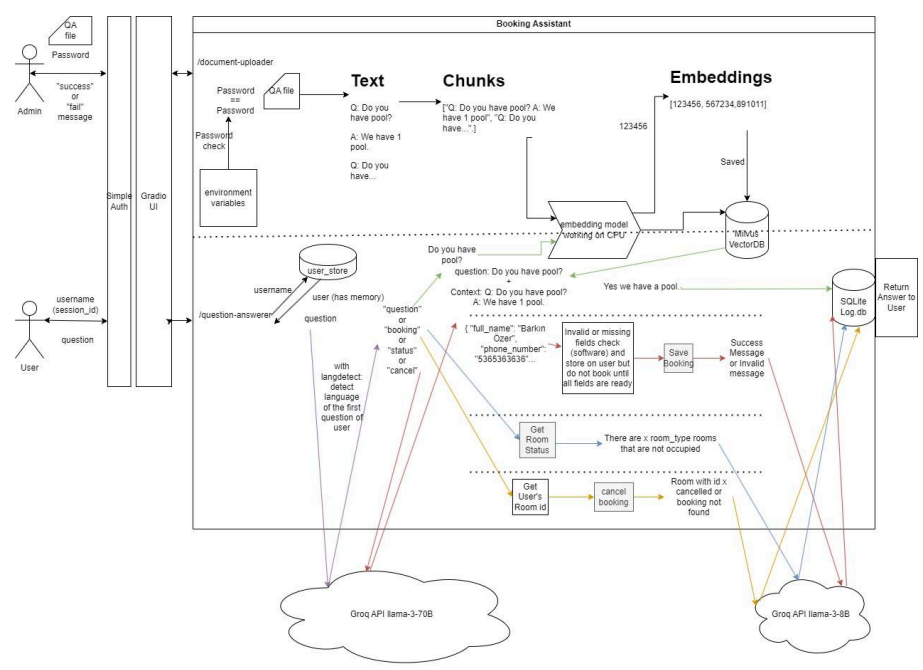 Booking Assistant
QA
file
Password
"success"
or
"fail"
message
Admin
Simple
Auth
Gradio
UI
/document-uploader
Password
==
Password
QA file
Password
check
environment
variables
Text
Q: Do you
have pool?
A: We have 1
pool.
Q: Do you
have...
Chunks
["Q: Do you have pool? A: We
have 1 pool", "Q: Do you
have...".]
Embeddings
[123456, 567234,891011]
123456
Saved
embedding model
working on CPU
Milvus
VectorDB
username
(session_id)
question
User
/question-answerer
user_store
username
user (has memory)
question
with
langdetect:
detect
language
of the first
question of
user
"question"
or
"booking"
or
"status"
or
"cancel"
Do you have
pool?
question: Do you have pool?
+
Context: Q: Do you have pool?
A: We have 1 pool.
Yes we have a pool.
SQLite
Log.db
Return
Answer to
User
{ "full_name": "Barkın
Ozer",
"phone_number":
"5365363636"...
Invalid or missing
fields check
(software) and
store on user but
do not book until
all fields are ready
Save
Booking
Success
Message
or Invalid
message
Get
Room
Status
There are x room_type rooms
that are not occupied
Get
User's
Room id
cancel
booking
Room with id x
cancelled or
booking not
found
Groq API llama-3-70B
Groq API llama-3-8B